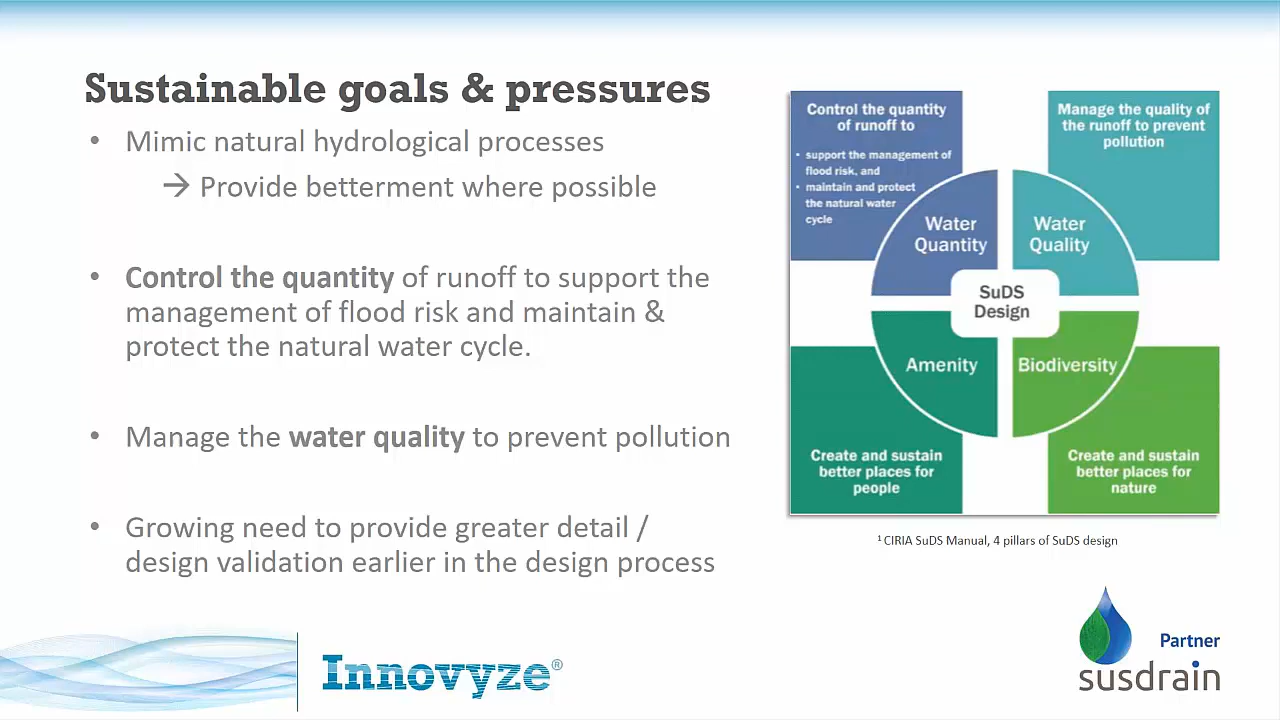 Sustainable goals & pressures
• Mimic natural hydrological processes
→ Provide betterment where possible
• Control the quantity of runoff to support the
management of flood risk and maintain &
protect the natural water cycle.
• Manage the water quality to prevent pollution
• Growing need to provide greater detail /
design validation earlier in the design process
Control the quantity
of runoff to
• support the management of
flood risk, and
• maintain and protect
the natural water
cycle
Manage the quality of
the runoff to prevent
pollution
Water
Quantity
Water
Quality
SuDS
Design
Amenity
Biodiversity
Create and sustain
better places for
people
Create and sustain
better places for
nature
¹ CIRIA SuDS Manual, 4 pillars of SuDS design
Innovyze®
Partner
susdrain